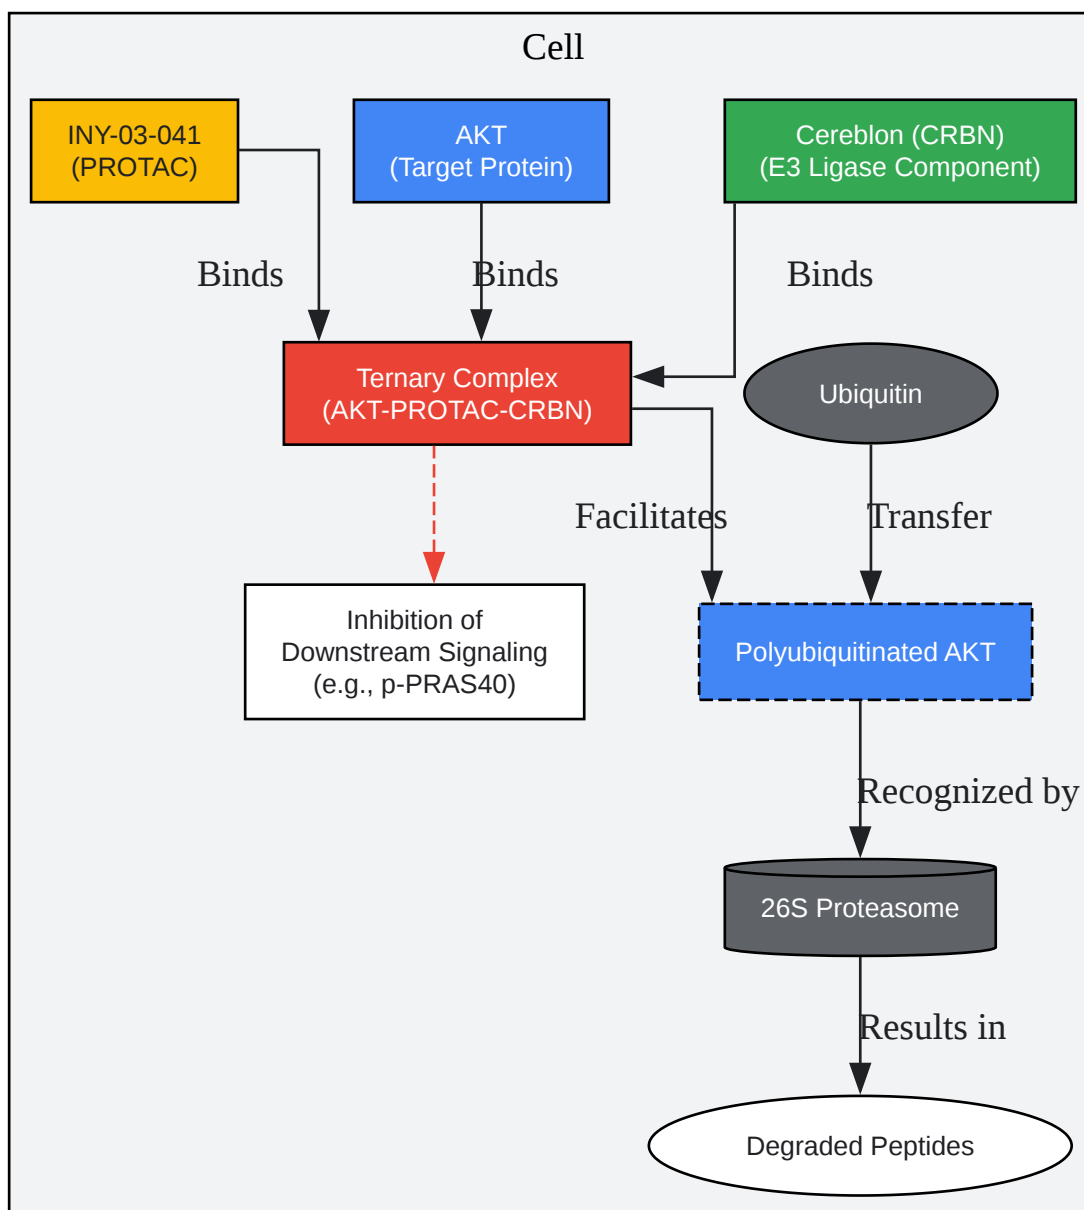 Cell
INY-03-041
(PROTAC)
AKT
(Target Protein)
Cereblon (CRBN)
(E3 Ligase Component)
Binds
Binds
Binds
Ternary Complex
(AKT-PROTAC-CRBN)
Ubiquitin
Facilitates
Transfer
Inhibition of
Downstream Signaling
(e.g., p-PRAS40)
Polyubiquitinated AKT
Recognized by
26S Proteasome
Results in
Degraded Peptides